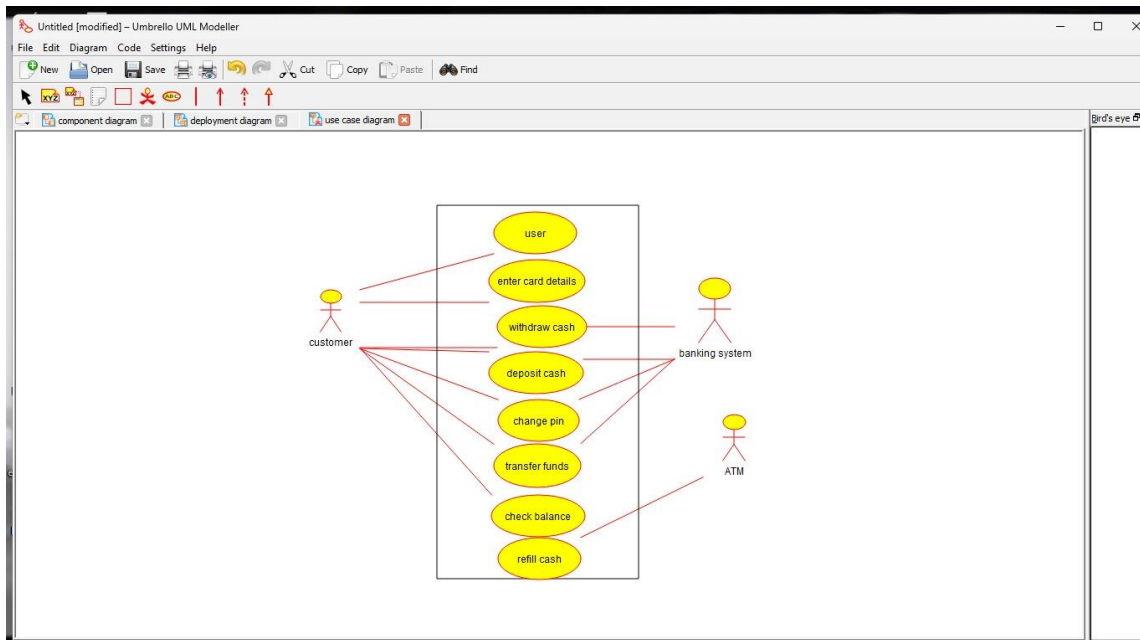 Untitled [modified] – Umbrello UML Modeller
File Edit Diagram Code Settings Help
New Open Save Cut Copy Paste Find
XYZ ABC
component diagram deployment diagram use case diagram Bird's eye
user
enter card details
withdraw cash
customer
banking system
deposit cash
change pin
transfer funds
ATM
check balance
refill cash